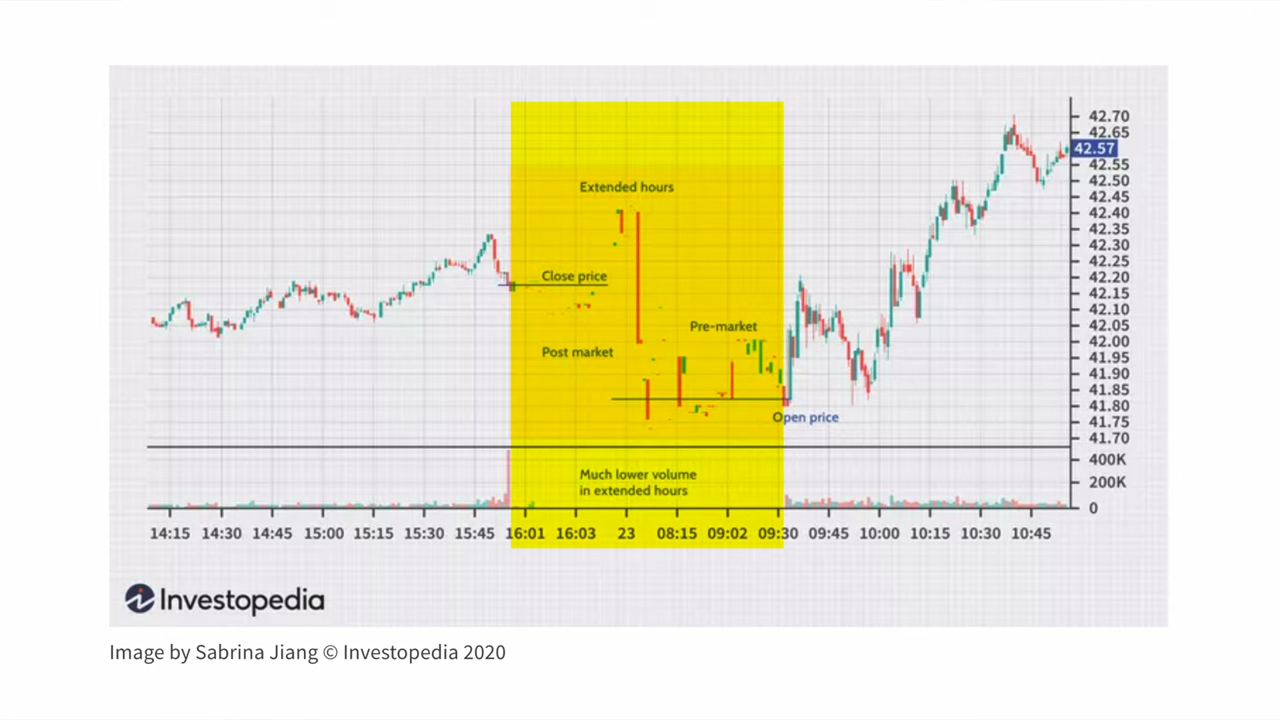 42.70
42.65
42.57
42.55
42.50
42.45
42.40
42.35
42.30
42.25
42.20
42.15
42.10
42.05
42.00
41.95
41.90
41.85
41.80
41.75
41.70
400K
200K
0
Extended hours
Close price
Pre-market
Post market
Open price
Much lower volume
in extended hours
14:15 14:30 14:45 15:00 15:15 15:30 15:45 16:01 16:03 23 08:15 09:02 09:30 09:45 10:00 10:15 10:30 10:45
Investopedia
Image by Sabrina Jiang © Investopedia 2020